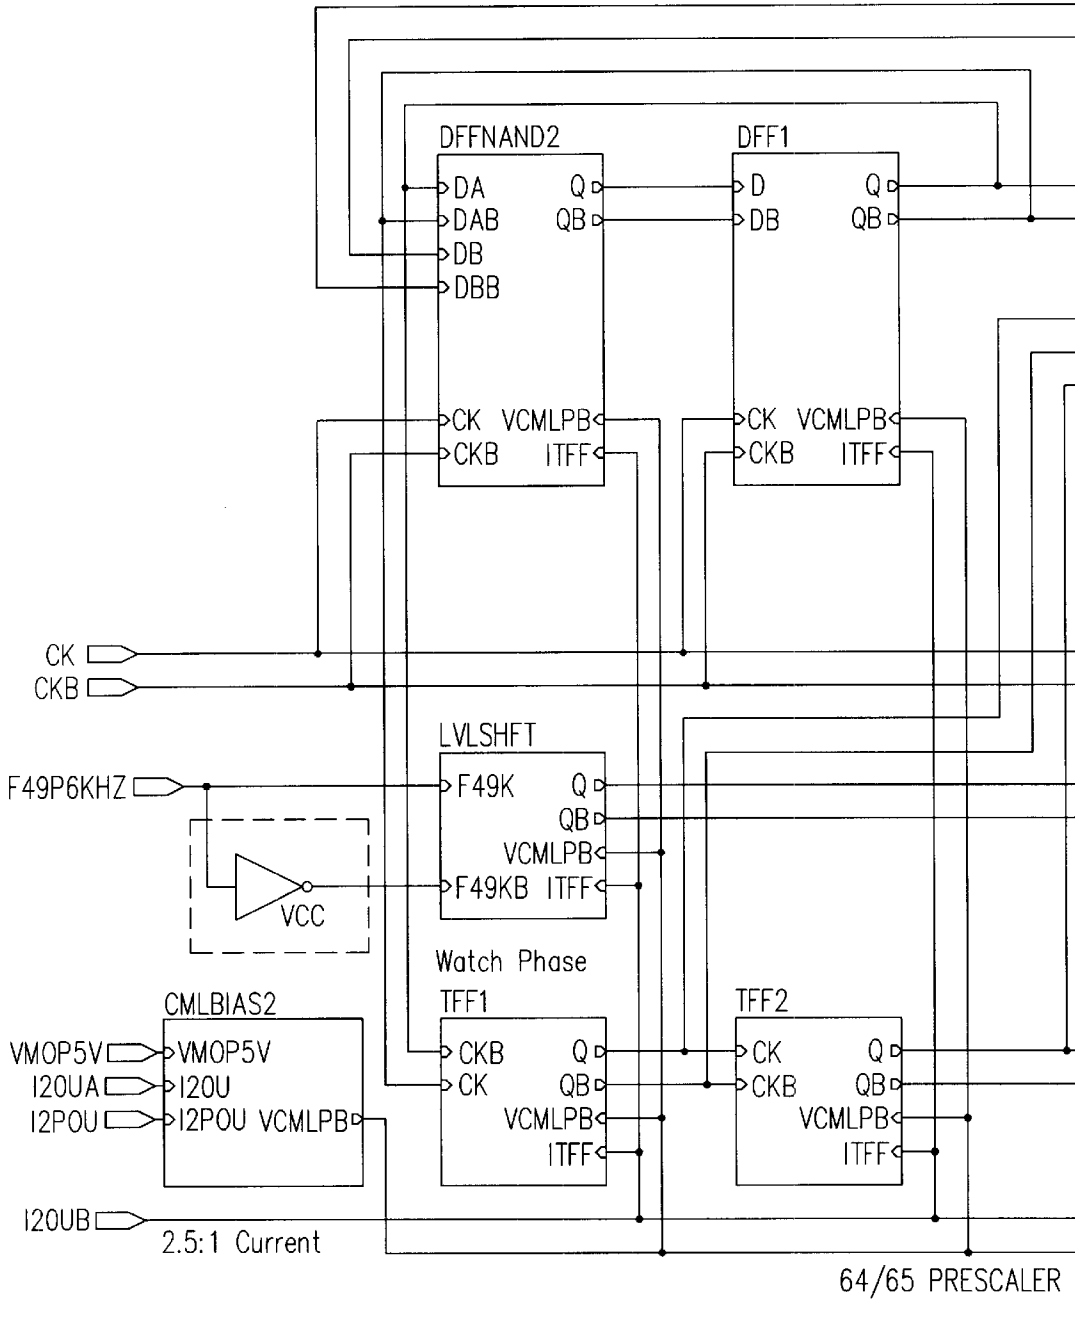 DFFNAND2
DA
DAB
DB
DBB
Q
QB
CK
CKB
VCMLPB
ITFF
DFF1
D
DB
Q
QB
CK
CKB
VCMLPB
ITFF
CK
CKB
LVLSHFT
F49P6KHZ
F49K
Q
QB
VCMLPB
F49KB
ITFF
VCC
Watch Phase
CMLBIAS2
VMOP5V
VMOP5V
I20UA
I20U
I2POU
I2POU
VCMLPB
TFF1
CKB
CK
Q
QB
VCMLPB
ITFF
TFF2
CK
CKB
Q
QB
VCMLPB
ITFF
I20UB
2.5:1 Current
64/65 PRESCALER